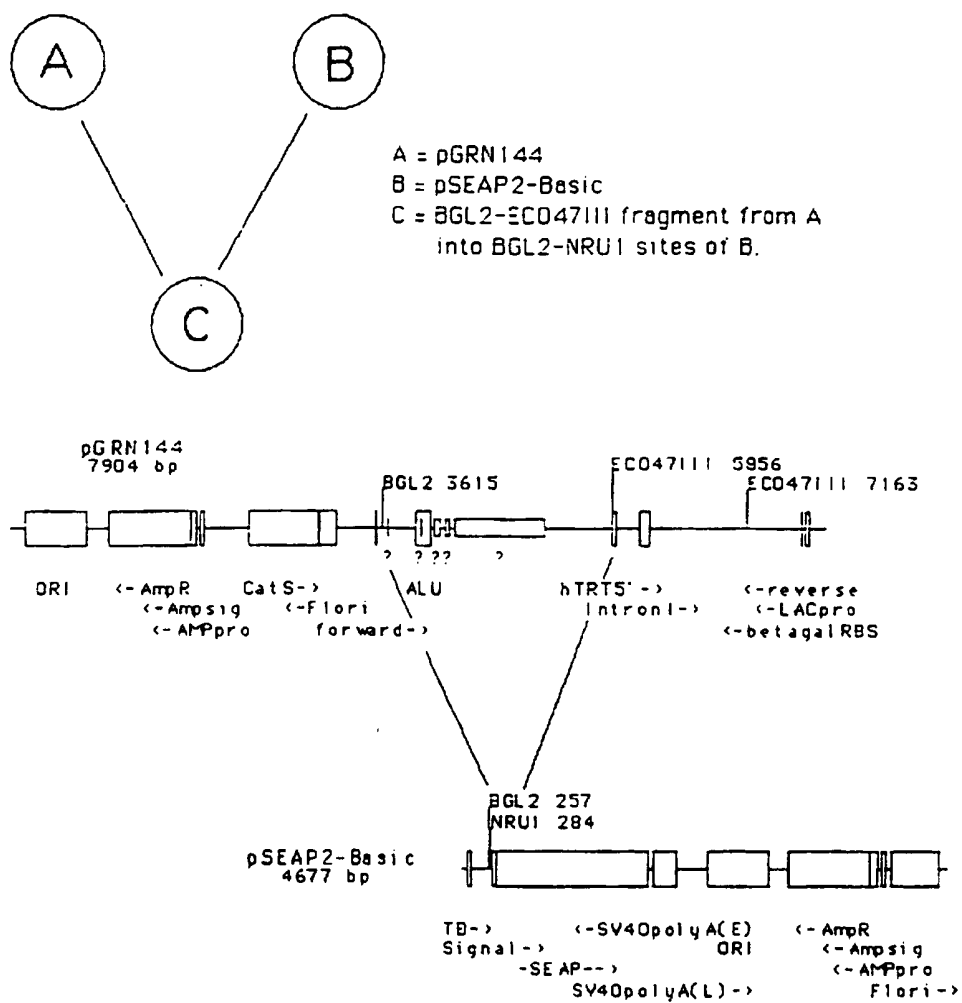 A
B
A = pGRN144
B = pSEAP2-Basic
C = BGL2-ECO47III fragment from A
into BGL2-NRU1 sites of B.
C
pGRN144
7904 bp
BGL2 3615
ECO47III 5956
ECO47III 7163
? ? ?? ?
ORI <-AmpR CatS-> ALU hTRT5' -> <-reverse
<-Ampsig <-Flori IntronI-> <-LACpro
<-AMPpro forward-> <-betagalRBS
BGL2 257
NRU1 284
pSEAP2-Basic
4677 bp
TB-> <-SV40polyA(E) <-AmpR
Signal-> ORI <-Ampsig
-SEAP--> <-AMPpro
SV40polyA(L)-> Flori->